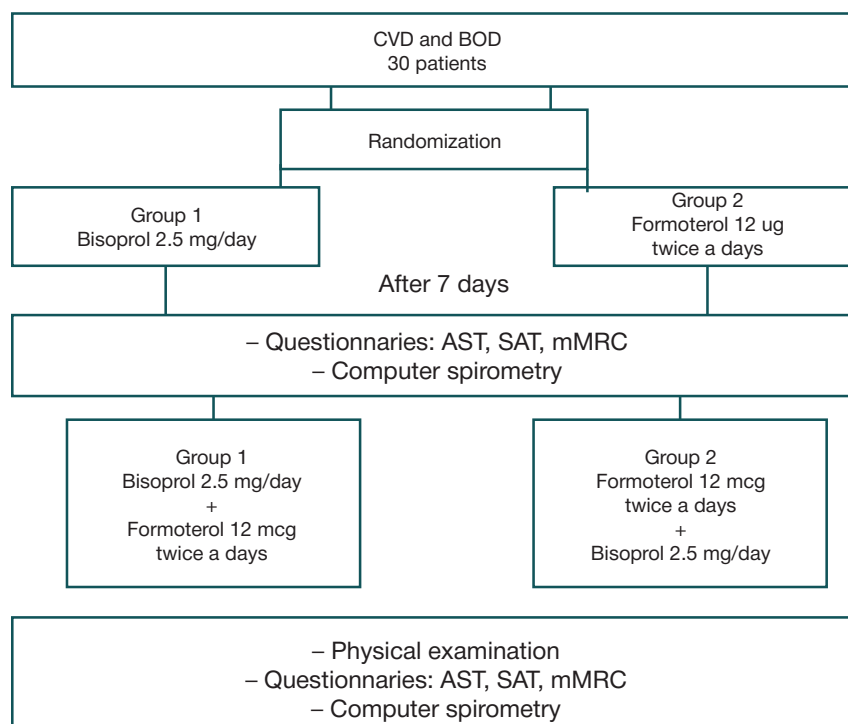 CVD and BOD
30 patients
Randomization
Group 1
Bisoprol 2.5 mg/day
Group 2
Formoterol 12 ug
twice a days
After 7 days
– Questionnaries: AST, SAT, mMRC
– Computer spirometry
Group 1
Bisoprol 2.5 mg/day
+
Formoterol 12 mcg
twice a days
Group 2
Formoterol 12 mcg
twice a days
+
Bisoprol 2.5 mg/day
– Physical examination
– Questionnaries: AST, SAT, mMRC
– Computer spirometry